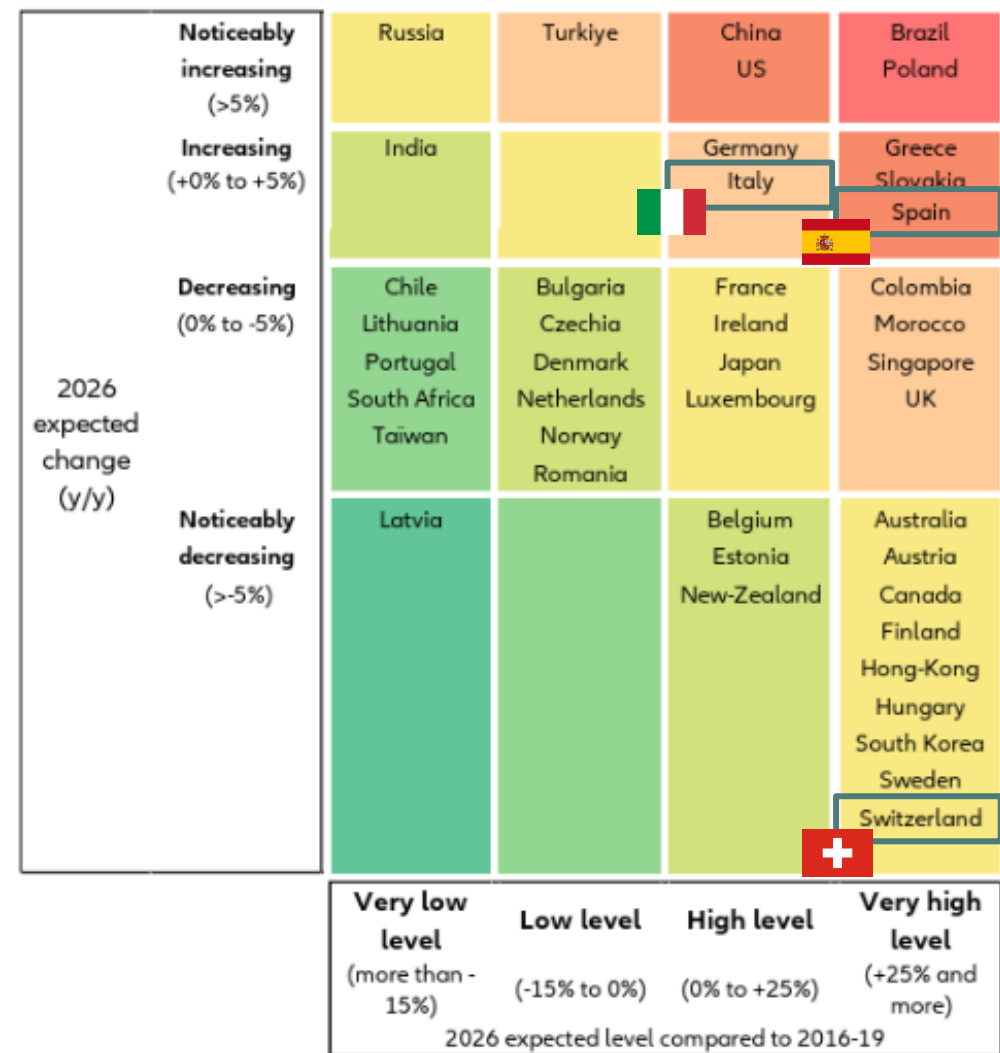 Noticeably
increasing
(>5%)
Russia
Turkiye
China
US
Brazil
Poland
Increasing
(+0% to +5%)
India
Germany
Italy
Greece
Slovakia
Spain
2026
expected
change
(y/y)
Decreasing
(0% to -5%)
Chile
Lithuania
Portugal
South Africa
Taïwan
Bulgaria
Czechia
Denmark
Netherlands
Norway
Romania
France
Ireland
Japan
Luxembourg
Colombia
Morocco
Singapore
UK
Noticeably
decreasing
(>-5%)
Latvia
Belgium
Estonia
New-Zealand
Australia
Austria
Canada
Finland
Hong-Kong
Hungary
South Korea
Sweden
Switzerland
Very low
level
(more than -
15%)
Low level
(-15% to 0%)
High level
(0% to +25%)
Very high
level
(+25% and
more)
2026 expected level compared to 2016-19